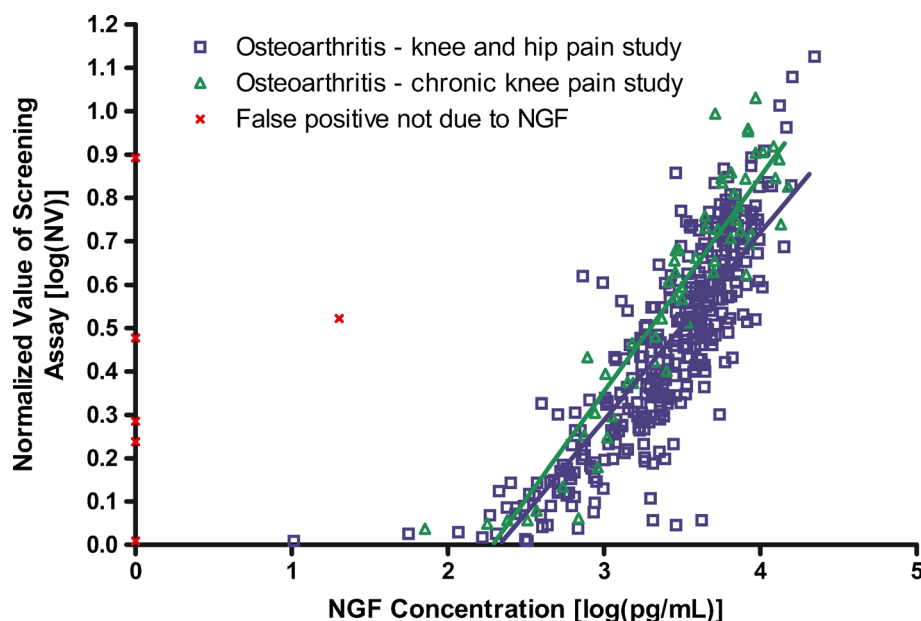 1.2
1.1
1.0
0.9
0.8
0.7
0.6
0.5
0.4
0.3
0.2
0.1
0.0
Normalized Value of Screening
Assay [log(NV)]
Osteoarthritis - knee and hip pain study
Osteoarthritis - chronic knee pain study
False positive not due to NGF
0 1 2 3 4 5
NGF Concentration [log(pg/mL)]